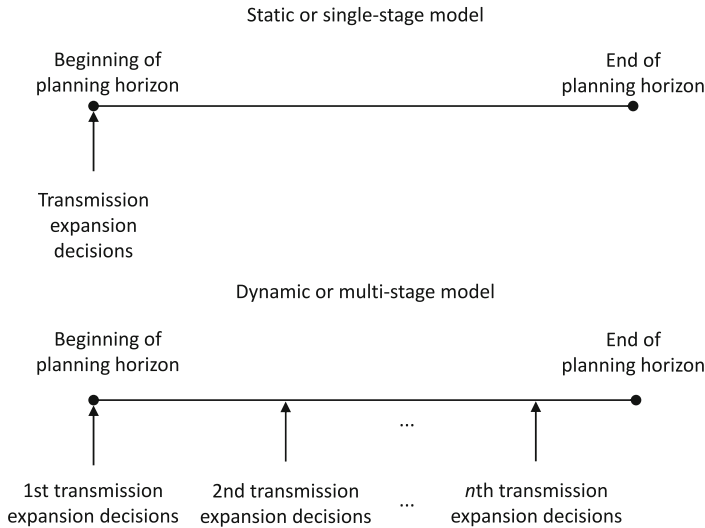 Static or single-stage model
Beginning of
planning horizon
End of
planning horizon
Transmission
expansion
decisions
Dynamic or multi-stage model
Beginning of
planning horizon
End of
planning horizon
...
1st transmission
expansion decisions
2nd transmission
expansion decisions
...
nth transmission
expansion decisions